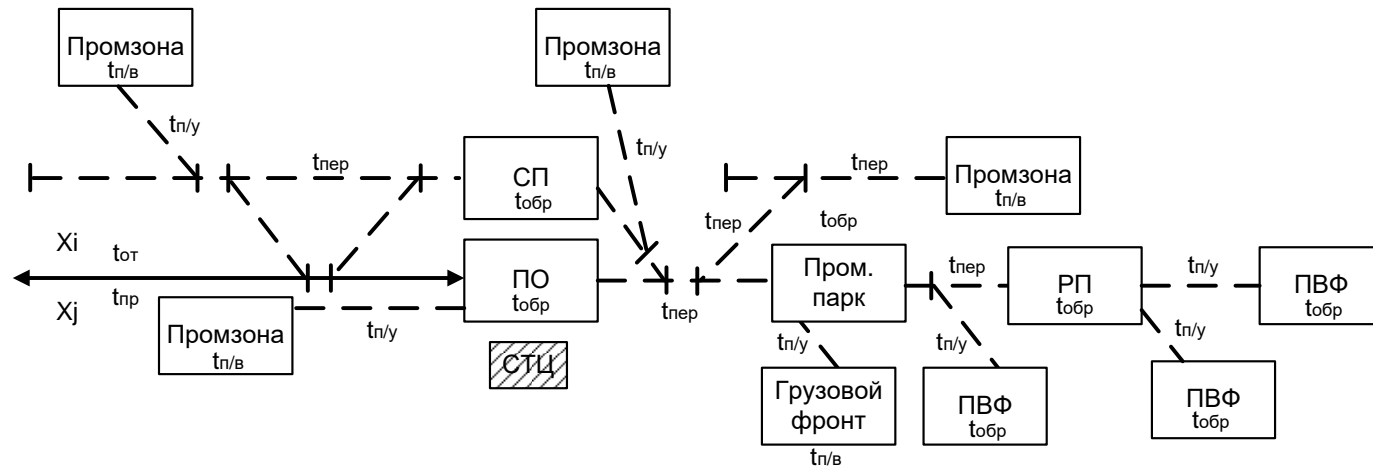 Промзона
tп/в
Промзона
tп/в
tп/у
tп/у
tпер
СП
tобр
tпер
Промзона
tп/в
tпер
tобр
Xi
tот
ПО
tобр
Пром.
парк
tпер
РП
tобр
tп/у
ПВФ
tобр
Xj
tпр
tпер
Промзона
tп/в
tп/у
tп/у
tп/у
tп/у
СТЦ
Грузовой
фронт
tп/в
ПВФ
tобр
ПВФ
tобр